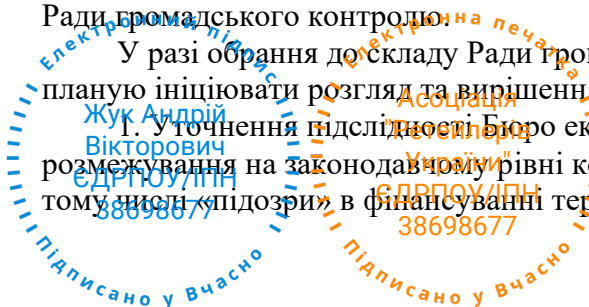 Ради громадського контролю.
У разі обрання до складу Ради гро
планую ініціювати розгляд та вирішенн
1. Уточнення підслідності Бюро ек
розмежування на законодавчому рівні к
тому числі «підозри» в фінансуванні тер
Електронний підпис
Жук Андрій
Вікторович
ЄДРПОУ/ІПН
38698677
Підписано у Вчасно
Електронна печатка
Асоціація
"Ретейлерів
України"
ЄДРПОУ/ІПН
38698677
Підписано у Вчасно